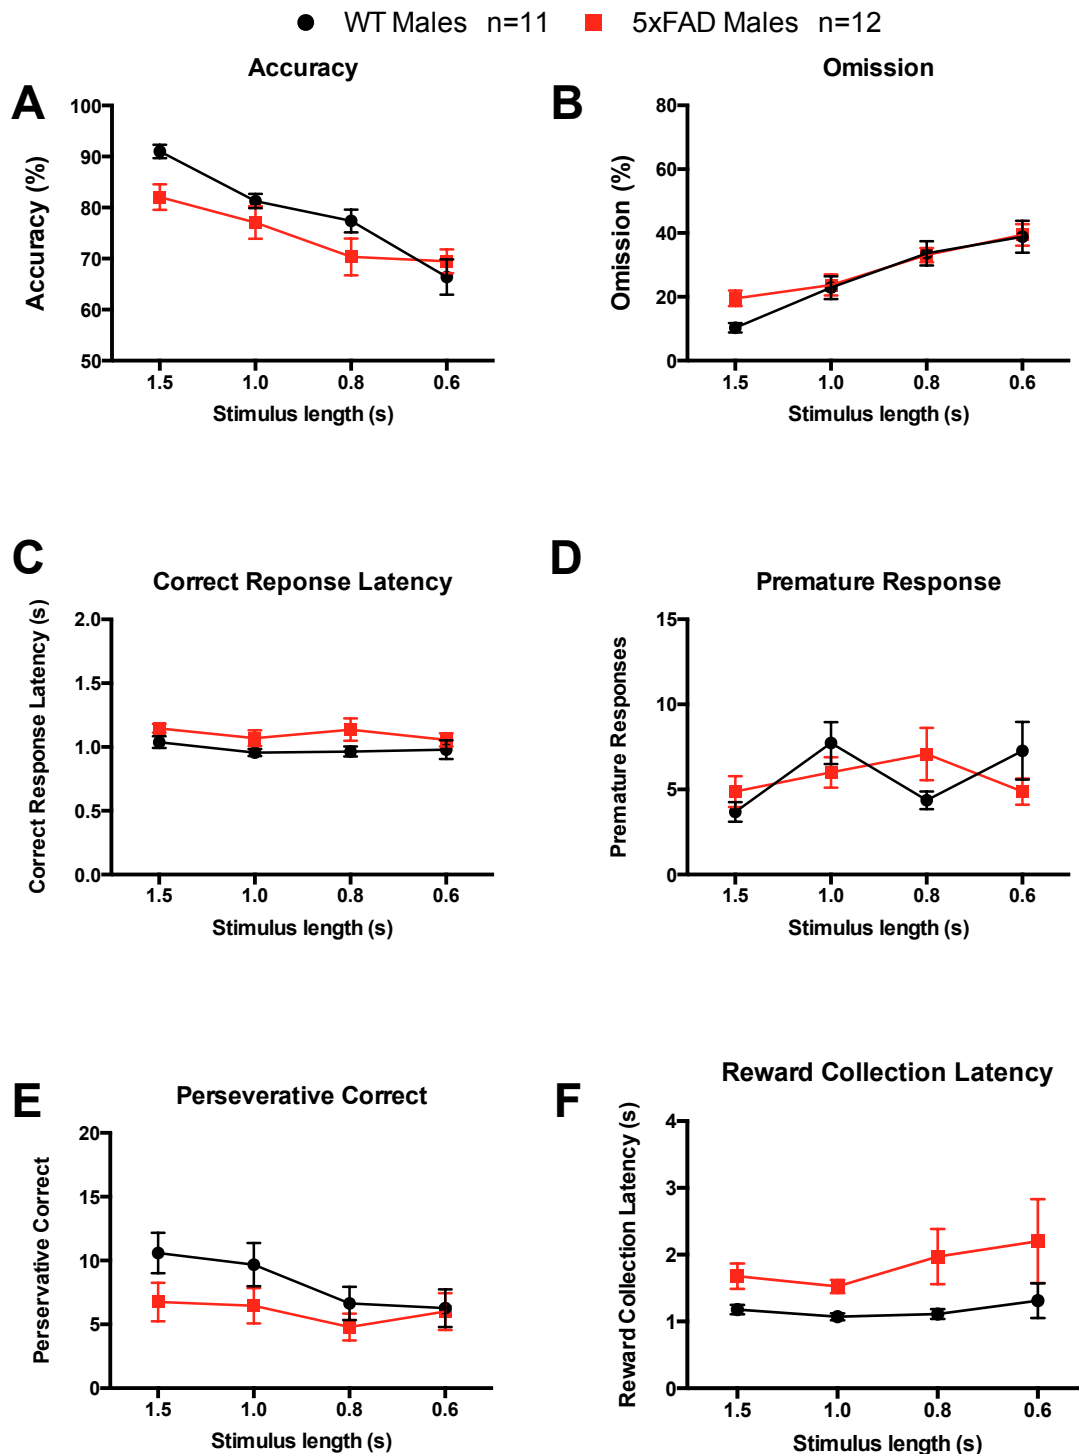 WT Males n=11 5xFAD Males n=12
A
Accuracy
Accuracy (%)
100
90
80
70
60
50
1.5 1.0 0.8 0.6
Stimulus length (s)
B
Omission
Omission (%)
80
60
40
20
0
1.5 1.0 0.8 0.6
Stimulus length (s)
C
Correct Reponse Latency
Correct Response Latency (s)
2.0
1.5
1.0
0.5
0.0
1.5 1.0 0.8 0.6
Stimulus length (s)
D
Premature Response
Premature Responses
15
10
5
0
1.5 1.0 0.8 0.6
Stimulus length (s)
E
Perseverative Correct
Perservative Correct
20
15
10
5
0
1.5 1.0 0.8 0.6
Stimulus length (s)
F
Reward Collection Latency
Reward Collection Latency (s)
4
3
2
1
0
1.5 1.0 0.8 0.6
Stimulus length (s)